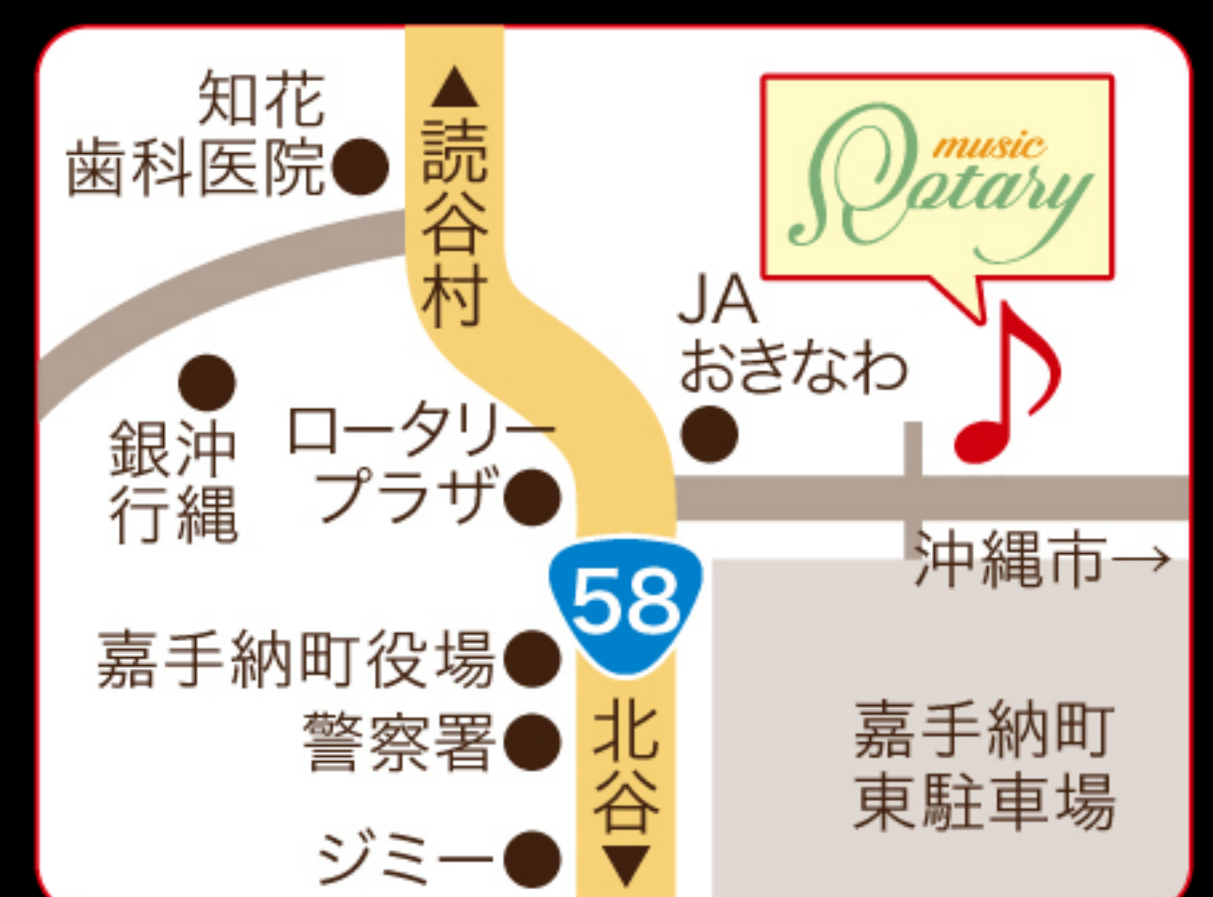 知花
歯科医院
▲読谷村
music
Rotary
JA
おきなわ
沖縄
銀行
ロータリー
プラザ
58
沖縄市→
嘉手納町役場
警察署
ジミー
北谷▼
嘉手納町
東駐車場